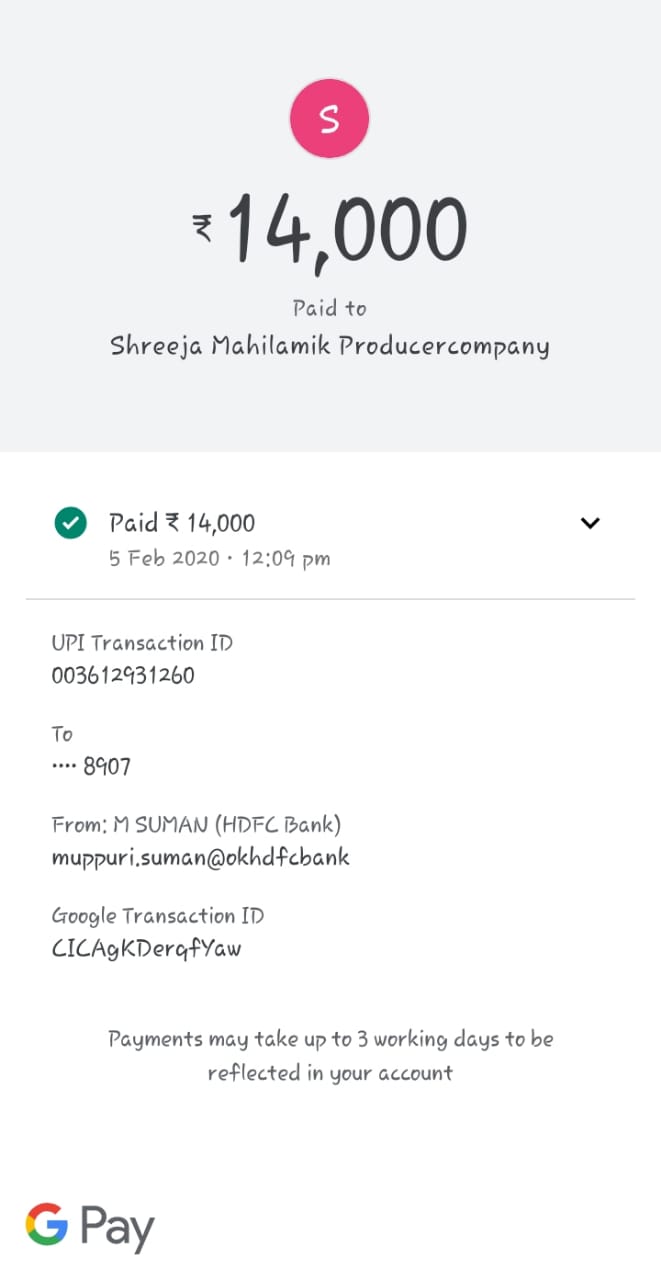 S
₹14,000
Paid to
Shreeja Mahilamik Producercompany
Paid ₹ 14,000
5 Feb 2020 · 12:09 pm
UPI Transaction ID
003612931260
To
···· 8907
From: M SUMAN (HDFC Bank)
muppuri.suman@okhdfcbank
Google Transaction ID
CICAgKDerqfYaw
Payments may take up to 3 working days to be
reflected in your account
G Pay